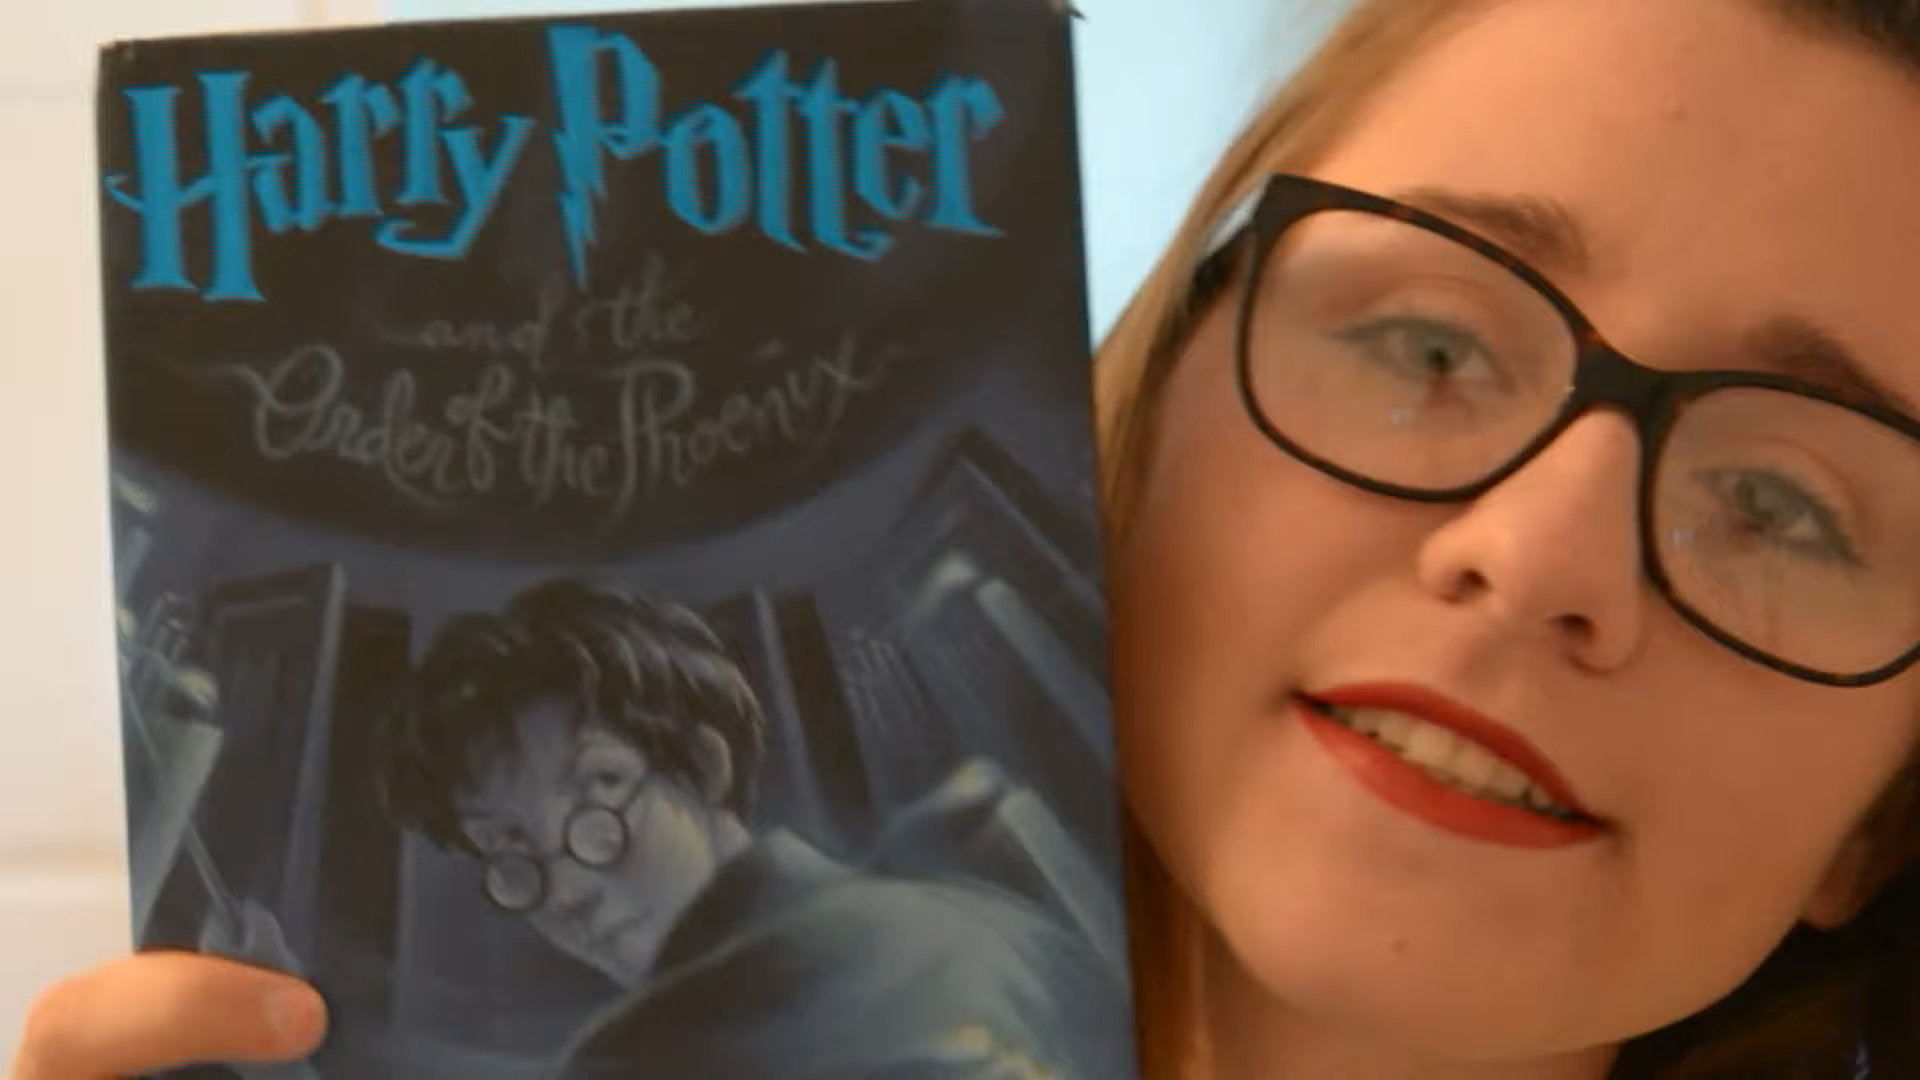 Harry Potter
and the
Order of the Phoenix